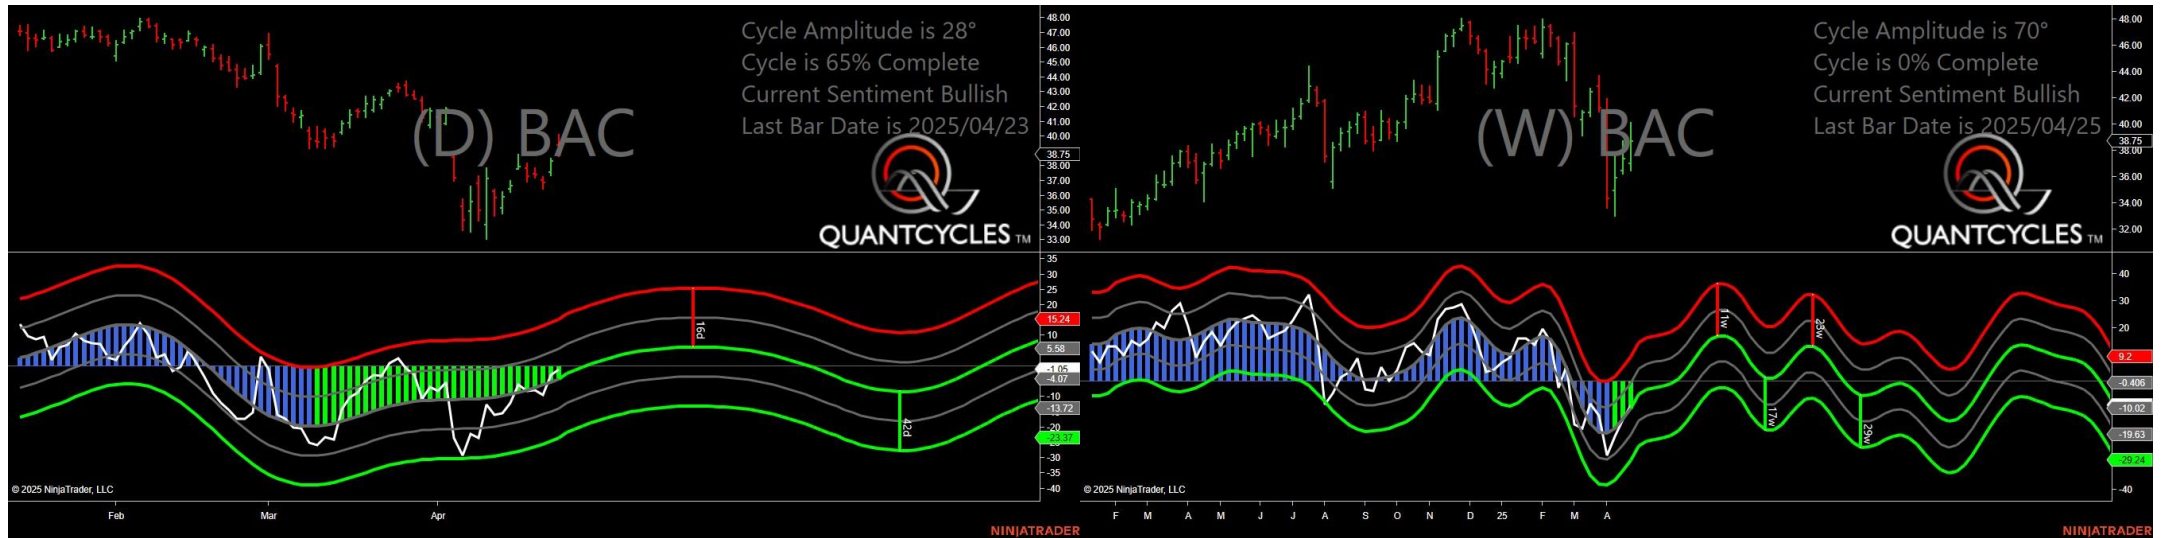 Cycle Amplitude is 28°
Cycle is 65% Complete
Current Sentiment Bullish
Last Bar Date is 2025/04/23
(D) BAC
QUANTCYCLES TM
48.00
47.00
46.00
45.00
44.00
43.00
42.00
41.00
40.00
38.75
38.00
37.00
36.00
35.00
34.00
33.00
35
30
25
20
15.24
10
5.58
-1.05
-4.07
-10
-13.72
-20
-23.37
-30
-35
-40
16d
42d
© 2025 NinjaTrader, LLC
Feb Mar Apr
NINJATRADER
Cycle Amplitude is 70°
Cycle is 0% Complete
Current Sentiment Bullish
Last Bar Date is 2025/04/25
(W) BAC
QUANTCYCLES TM
48.00
46.00
44.00
42.00
40.00
38.75
38.00
36.00
34.00
32.00
40
30
20
9.2
-0.406
-10.02
-19.63
-29.24
-40
11w
23w
17w
29w
© 2025 NinjaTrader, LLC
F M A M J J A S O N D 25 F M A
NINJATRADER